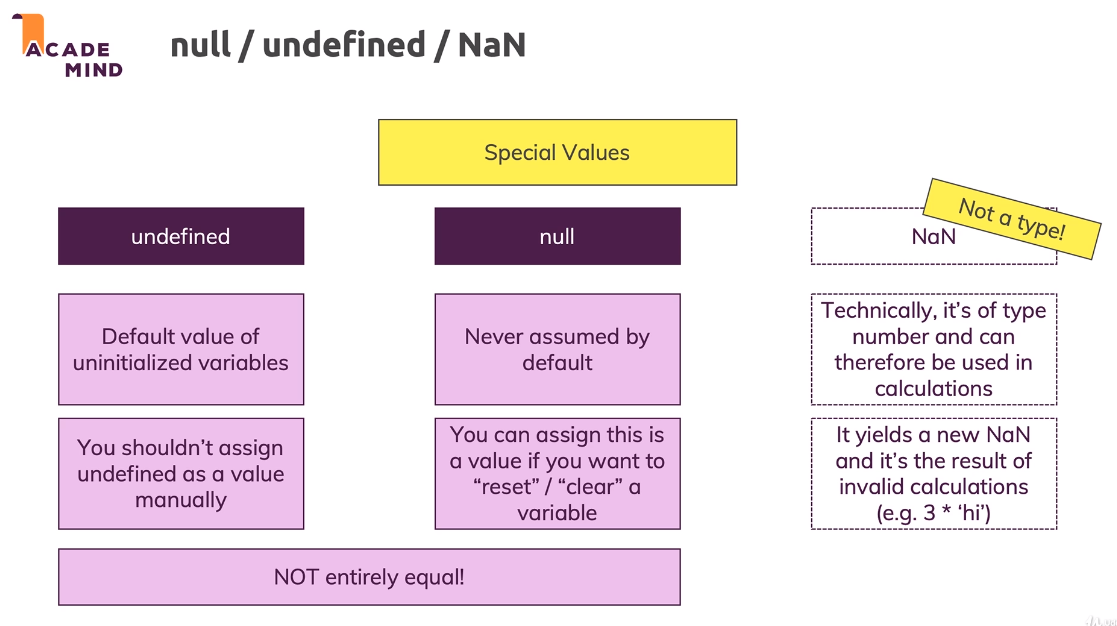 ACADE
MIND
null / undefined / NaN
Special Values
undefined
null
NaN
Not a type!
Default value of
uninitialized variables
Never assumed by
default
Technically, it's of type
number and can
therefore be used in
calculations
You shouldn't assign
undefined as a value
manually
You can assign this is
a value if you want to
“reset” / “clear” a
variable
It yields a new NaN
and it's the result of
invalid calculations
(e.g. 3 * ‘hi’)
NOT entirely equal!